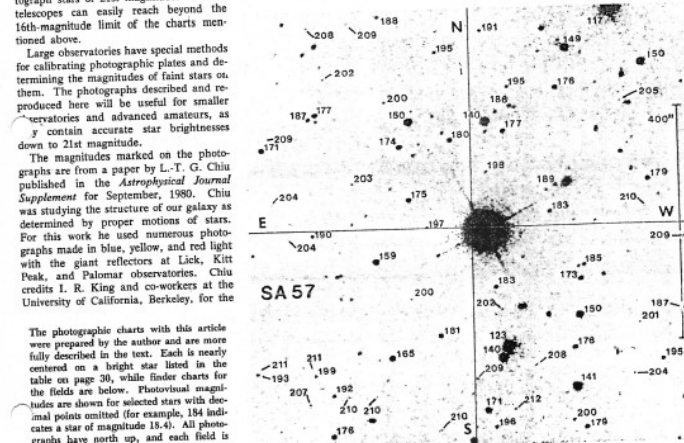 telescopes can easily reach beyond the
16th-magnitude limit of the charts men-
tioned above.
Large observatories have special methods
for calibrating photographic plates and de-
termining the magnitudes of faint stars on
them. The photographs described and re-
produced here will be useful for smaller
observatories and advanced amateurs, as
y contain accurate star brightnesses
down to 21st magnitude.
The magnitudes marked on the photo-
graphs are from a paper by L.-T. G. Chiu
published in the Astrophysical Journal
Supplement for September, 1980. Chiu
was studying the structure of our galaxy as
determined by proper motions of stars.
For this work he used numerous photo-
graphs made in blue, yellow, and red light
with the giant reflectors at Lick, Kitt
Peak, and Palomar observatories. Chiu
credits I. R. King and co-workers at the
University of California, Berkeley, for the
The photographic charts with this article
were prepared by the author and are more
fully described in the text. Each is nearly
centered on a bright star listed in the
table on page 30, while finder charts for
the fields are below. Photovisual magni-
tudes are shown for selected stars with dec-
imal points omitted (for example, 184 indi-
cates a star of magnitude 18.4). All photo-
graphs have north up, and each field is
188 117
208 209 N 191 149
195 150
202 195 176
200 186 205
187 177 150 140 177 400"
209 174 180
171 198
203 189 179
204 175 183 210
E 197 W
190 209
204 159 185
173
SA 57 200 183 187
202 150 201
181 123 176
165 140 208 195
211 211 209 204
193 199 141
207 192
210 210 171 212 200
176 210 S 196 179